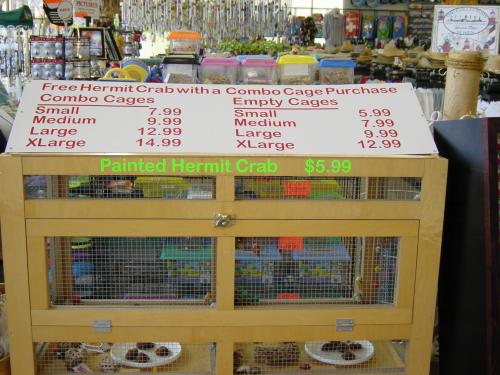 Free Hermit Crab with a Combo Cage Purchase
Combo Cages Empty Cages
Small 7.99 Small 5.99
Medium 9.99 Medium 7.99
Large 12.99 Large 9.99
XLarge 14.99 XLarge 12.99
Painted Hermit Crab $5.99